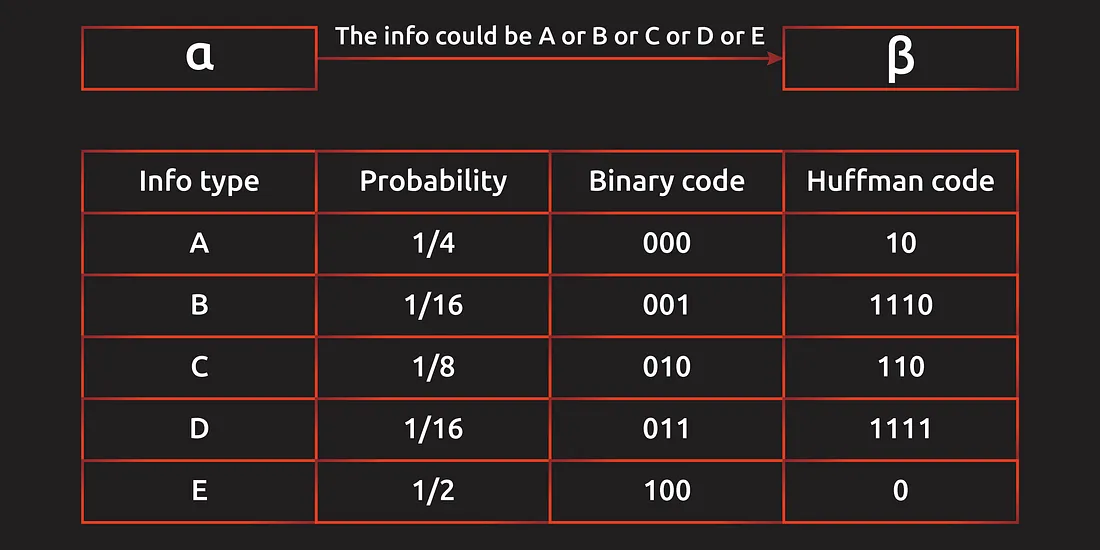 α
The info could be A or B or C or D or E
β
Info type Probability Binary code Huffman code
A 1/4 000 10
B 1/16 001 1110
C 1/8 010 110
D 1/16 011 1111
E 1/2 100 0